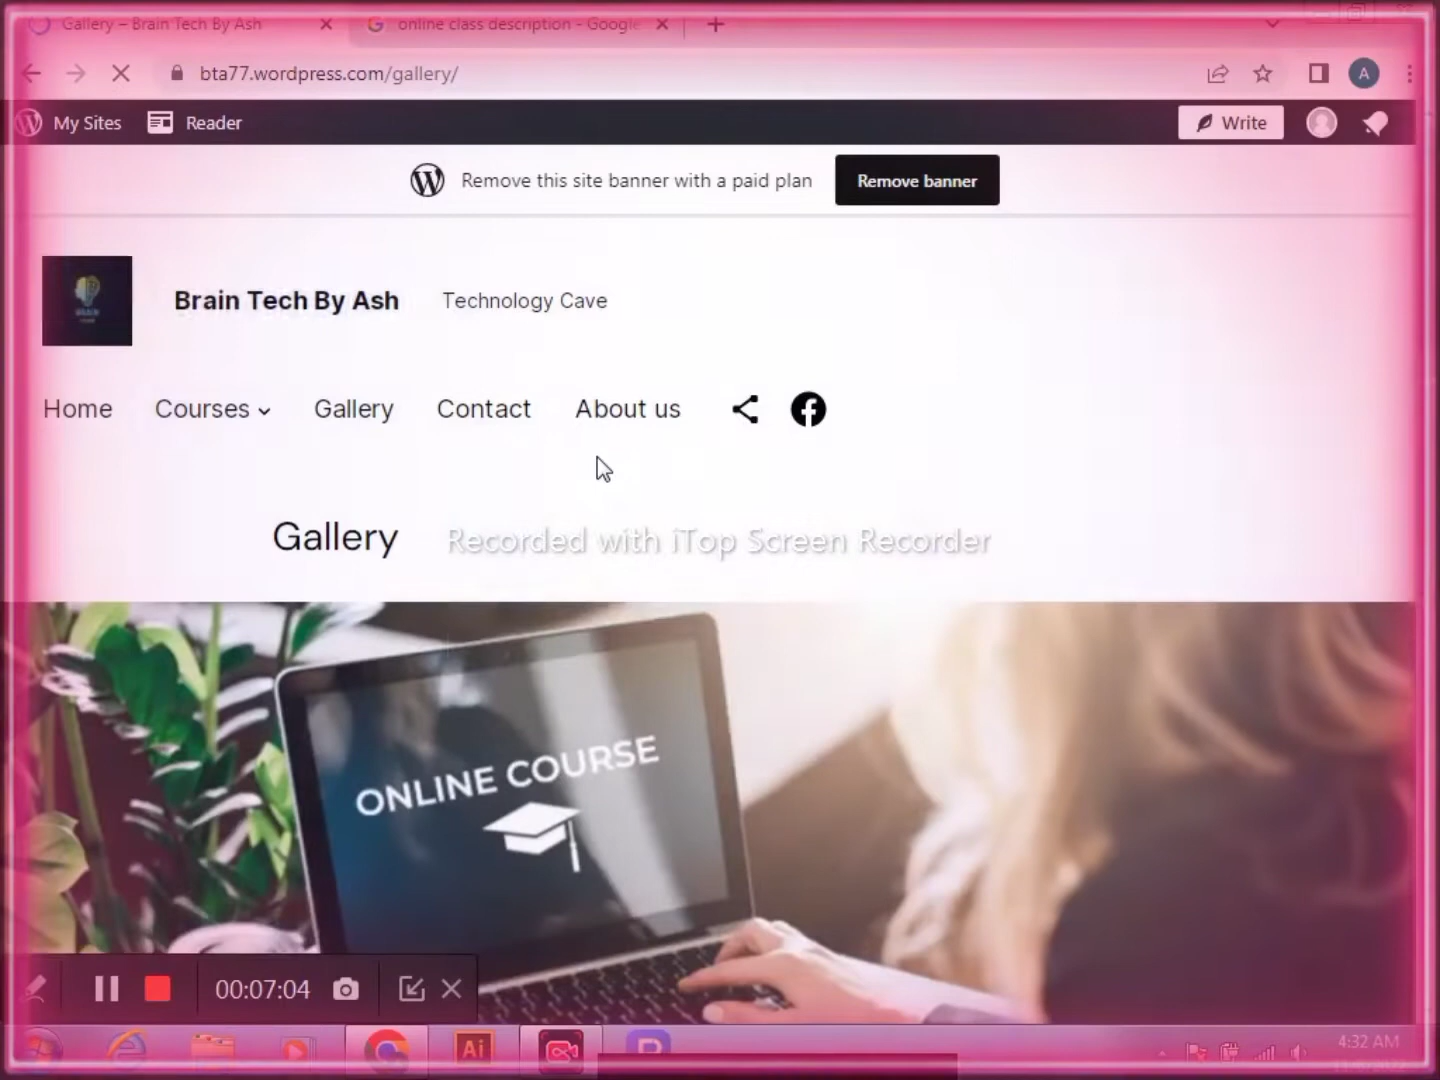 Gallery – Brain Tech By Ash
online class description - Google
bta77.wordpress.com/gallery/
A
My Sites
Reader
Write
Remove this site banner with a paid plan
Remove banner
Brain Tech By Ash
Technology Cave
Home
Courses
Gallery
Contact
About us
Gallery
Recorded with iTop Screen Recorder
ONLINE COURSE
00:07:04
Ai
4:32 AM